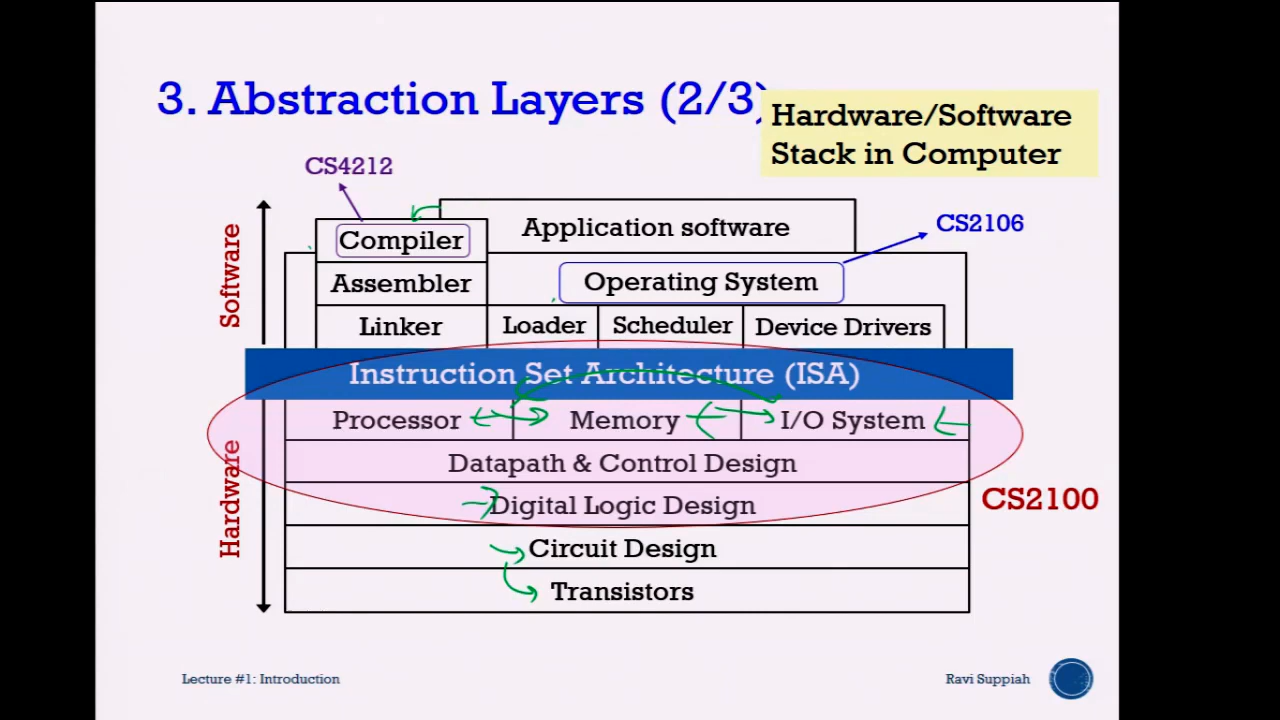 3. Abstraction Layers (2/3)
Hardware/Software
Stack in Computer
CS4212
Application software
CS2106
Compiler
Software
Assembler
Operating System
Linker
Loader
Scheduler
Device Drivers
Instruction Set Architecture (ISA)
Processor
Memory
I/O System
Hardware
Datapath & Control Design
Digital Logic Design
CS2100
Circuit Design
Transistors
Lecture #1: Introduction
Ravi Suppiah